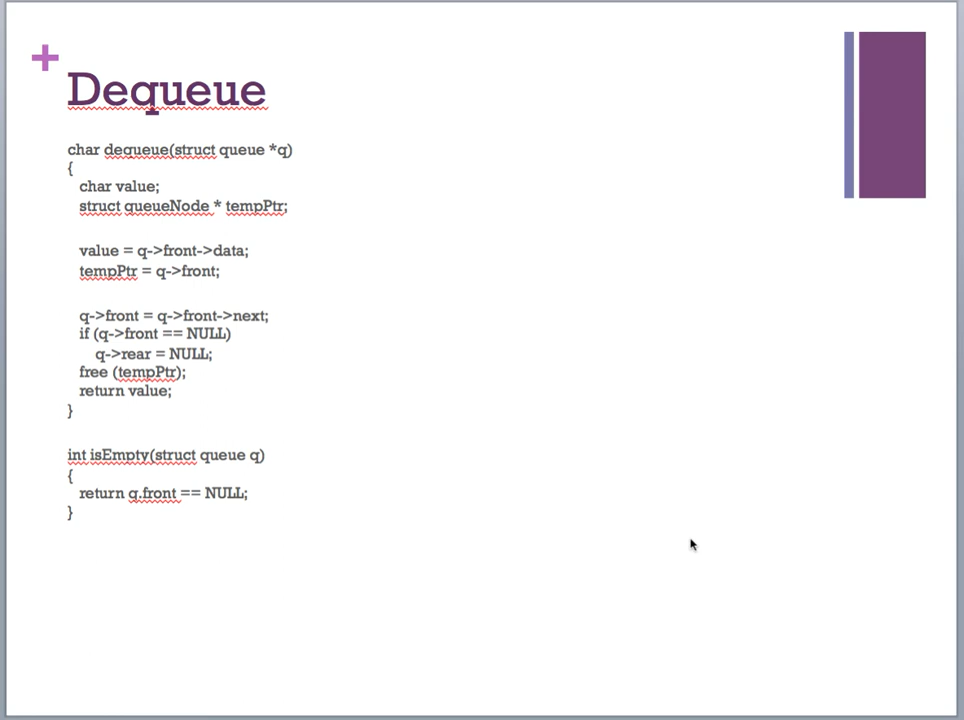 +
Dequeue
char dequeue(struct queue *q)
{
char value;
struct queueNode * tempPtr;
value = q->front->data;
tempPtr = q->front;
q->front = q->front->next;
if (q->front == NULL)
q->rear = NULL;
free (tempPtr);
return value;
}
int isEmpty(struct queue q)
{
return q.front == NULL;
}